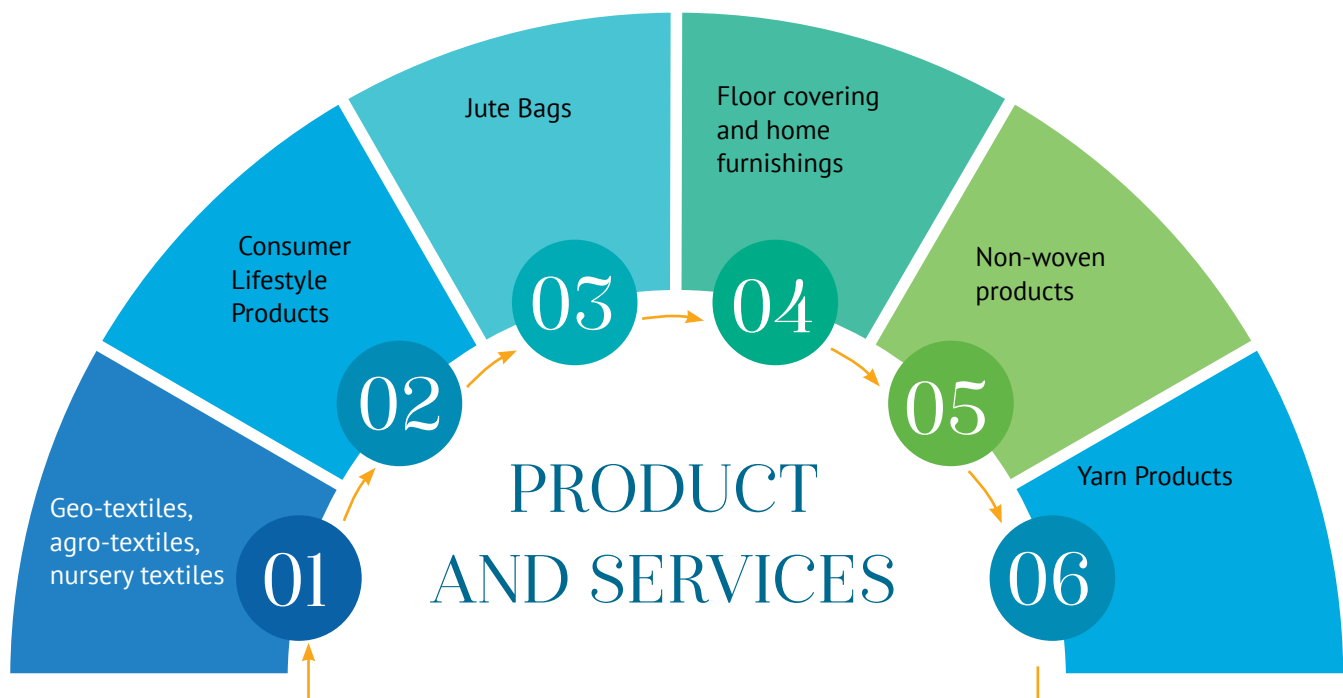 01
Geo-textiles,
agro-textiles,
nursery textiles
02
Consumer
Lifestyle
Products
03
Jute Bags
04
Floor covering
and home
furnishings
05
Non-woven
products
06
Yarn Products
PRODUCT
AND SERVICES